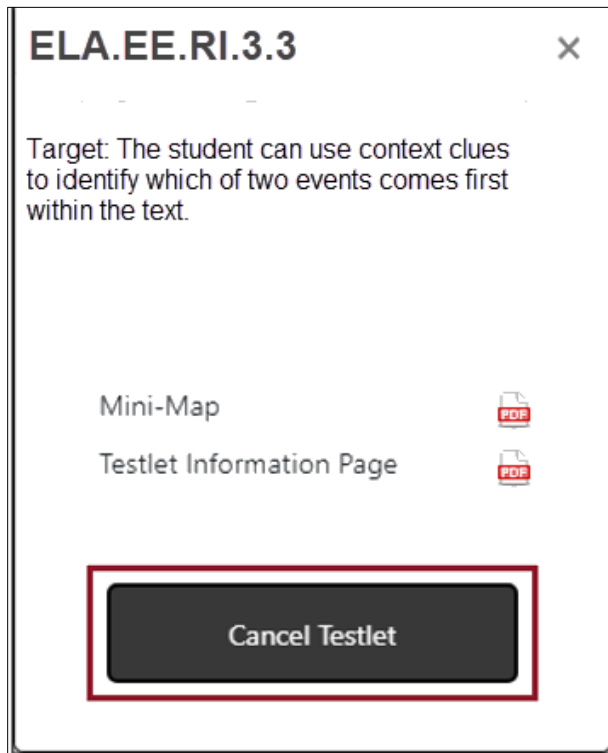 ELA.EE.RI.3.3
Target: The student can use context clues
to identify which of two events comes first
within the text.
Mini-Map
PDF
Testlet Information Page
PDF
Cancel Testlet